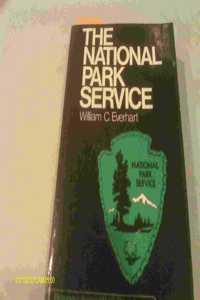 THE
NATIONAL
PARK
SERVICE
William C Everhart
NATIONAL
PARK
SERVICE